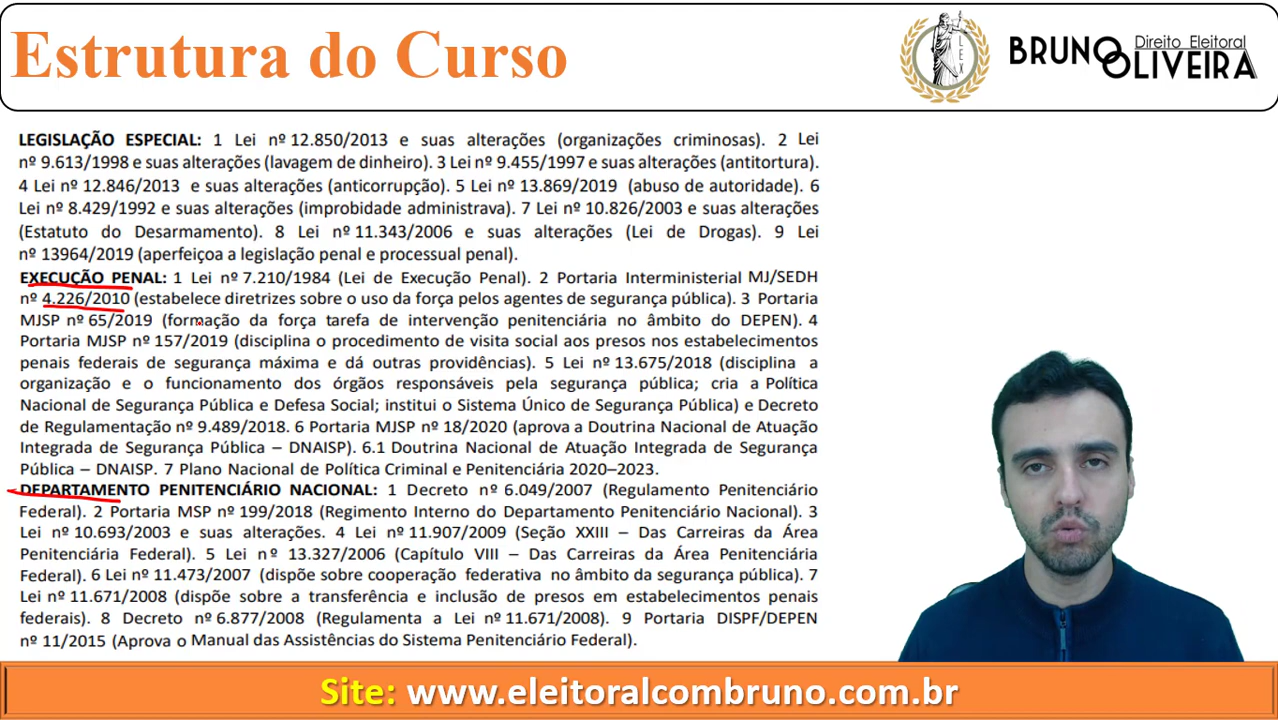 Estrutura do Curso
LEX
BRUNO OLIVEIRA
Direito Eleitoral
LEGISLAÇÃO ESPECIAL: 1 Lei nº 12.850/2013 e suas alterações (organizações criminosas). 2 Lei
nº 9.613/1998 e suas alterações (lavagem de dinheiro). 3 Lei nº 9.455/1997 e suas alterações (antitortura).
4 Lei nº 12.846/2013 e suas alterações (anticorrupção). 5 Lei nº 13.869/2019 (abuso de autoridade). 6
Lei nº 8.429/1992 e suas alterações (improbidade administrava). 7 Lei nº 10.826/2003 e suas alterações
(Estatuto do Desarmamento). 8 Lei nº 11.343/2006 e suas alterações (Lei de Drogas). 9 Lei
nº 13964/2019 (aperfeiçoa a legislação penal e processual penal).
EXECUÇÃO PENAL: 1 Lei nº 7.210/1984 (Lei de Execução Penal). 2 Portaria Interministerial MJ/SEDH
nº 4.226/2010 (estabelece diretrizes sobre o uso da força pelos agentes de segurança pública). 3 Portaria
MJSP nº 65/2019 (formação da força tarefa de intervenção penitenciária no âmbito do DEPEN). 4
Portaria MJSP nº 157/2019 (disciplina o procedimento de visita social aos presos nos estabelecimentos
penais federais de segurança máxima e dá outras providências). 5 Lei nº 13.675/2018 (disciplina a
organização e o funcionamento dos órgãos responsáveis pela segurança pública; cria a Política
Nacional de Segurança Pública e Defesa Social; institui o Sistema Único de Segurança Pública) e Decreto
de Regulamentação nº 9.489/2018. 6 Portaria MJSP nº 18/2020 (aprova a Doutrina Nacional de Atuação
Integrada de Segurança Pública – DNAISP). 6.1 Doutrina Nacional de Atuação Integrada de Segurança
Pública – DNAISP. 7 Plano Nacional de Política Criminal e Penitenciária 2020–2023.
DEPARTAMENTO PENITENCIÁRIO NACIONAL: 1 Decreto nº 6.049/2007 (Regulamento Penitenciário
Federal). 2 Portaria MSP nº 199/2018 (Regimento Interno do Departamento Penitenciário Nacional). 3
Lei nº 10.693/2003 e suas alterações. 4 Lei nº 11.907/2009 (Seção XXIII – Das Carreiras da Área
Penitenciária Federal). 5 Lei nº 13.327/2006 (Capítulo VIII – Das Carreiras da Área Penitenciária
Federal). 6 Lei nº 11.473/2007 (dispõe sobre cooperação federativa no âmbito da segurança pública). 7
Lei nº 11.671/2008 (dispõe sobre a transferência e inclusão de presos em estabelecimentos penais
federais). 8 Decreto nº 6.877/2008 (Regulamenta a Lei nº 11.671/2008). 9 Portaria DISPF/DEPEN
nº 11/2015 (Aprova o Manual das Assistências do Sistema Penitenciário Federal).
Site: www.eleitoralcombruno.com.br